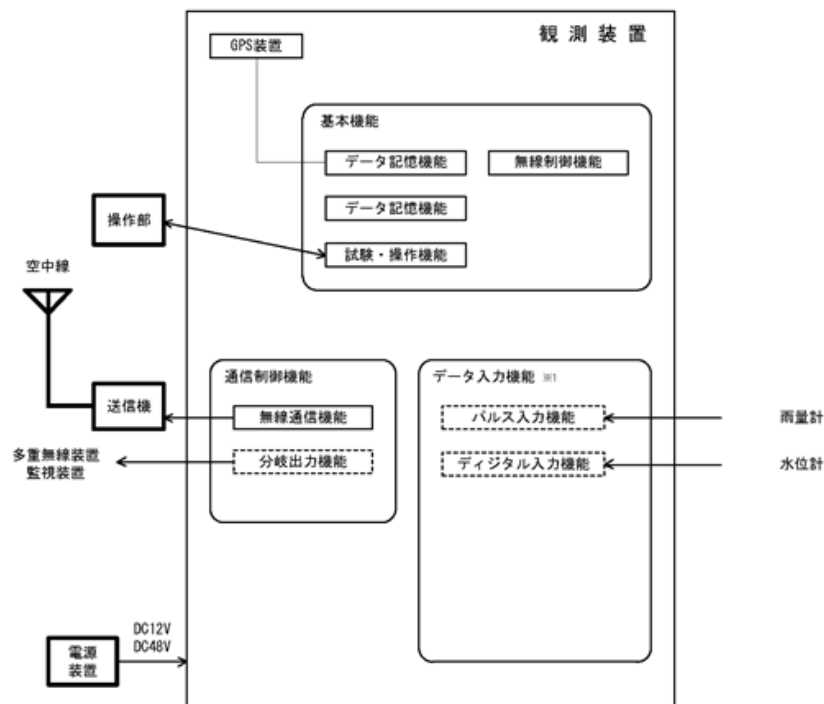 観測装置
GPS装置
基本機能
データ記憶機能
無線制御機能
データ記憶機能
試験・操作機能
操作部
空中線
送信機
通信制御機能
無線通信機能
分岐出力機能
多重無線装置
監視装置
データ入力機能 ※1
パルス入力機能
ディジタル入力機能
雨量計
水位計
DC12V
DC48V
電源
装置